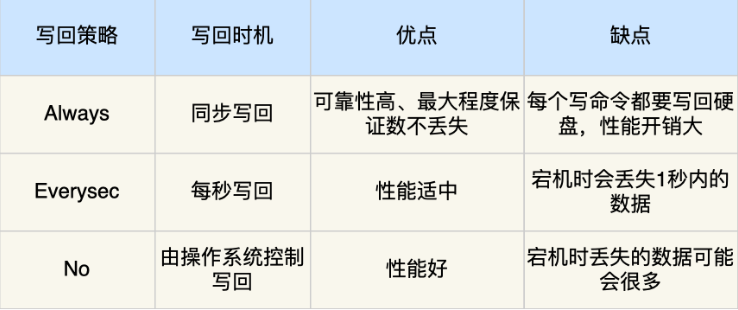 写回策略
写回时机
优点
缺点
Always
同步写回
可靠性高、最大程度保
证数不丢失
每个写命令都要写回硬
盘，性能开销大
Everysec
每秒写回
性能适中
宕机时会丢失1秒内的
数据
No
由操作系统控制
写回
性能好
宕机时丢失的数据可能
会很多